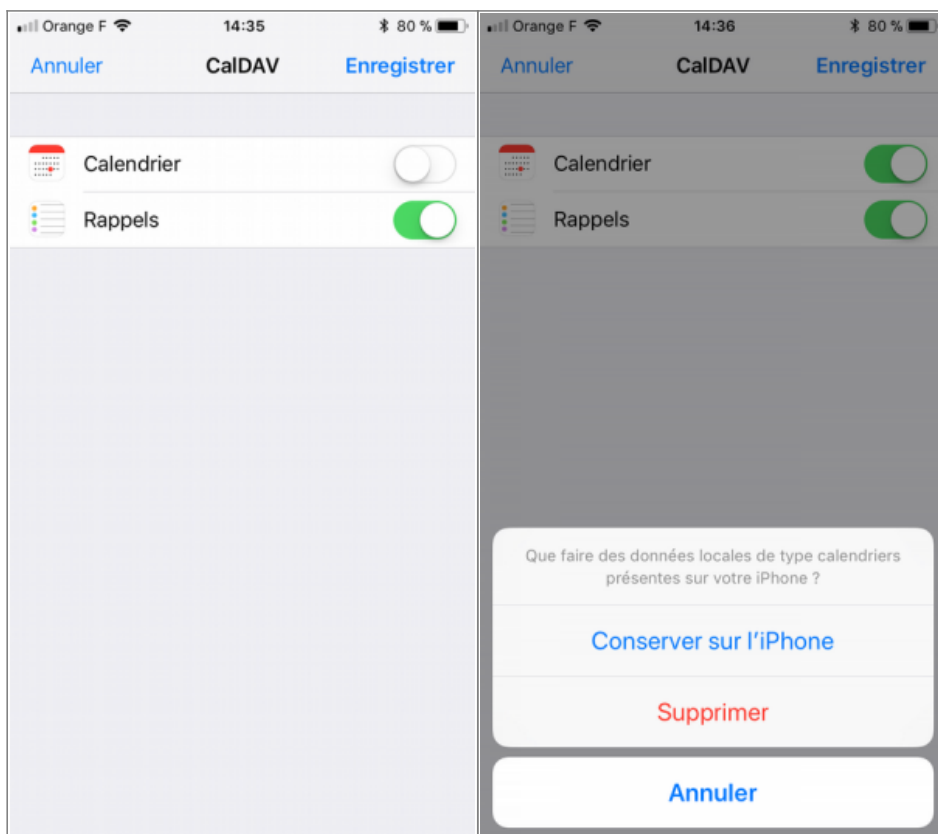 Orange F 14:35 80 %
Annuler CalDAV Enregistrer
Calendrier
Rappels
Orange F 14:36 80 %
Annuler CalDAV Enregistrer
Calendrier
Rappels
Que faire des données locales de type calendriers
présentes sur votre iPhone ?
Conserver sur l'iPhone
Supprimer
Annuler